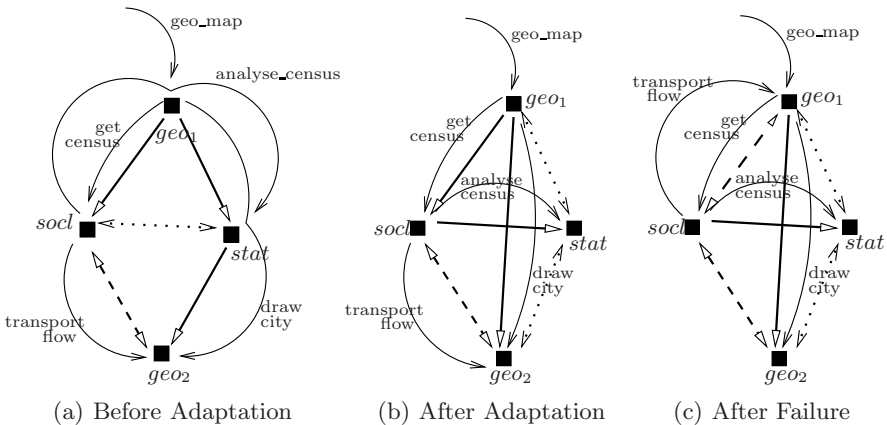 geo_map
analyse_census
get
census
geo₁
socl
stat
transport
flow
draw
city
geo₂
(a) Before Adaptation
geo_map
geo₁
get
census
analyse
census
socl
stat
draw
city
transport
flow
geo₂
(b) After Adaptation
geo_map
transport
flow
geo₁
get
census
analyse
census
socl
stat
draw
city
geo₂
(c) After Failure